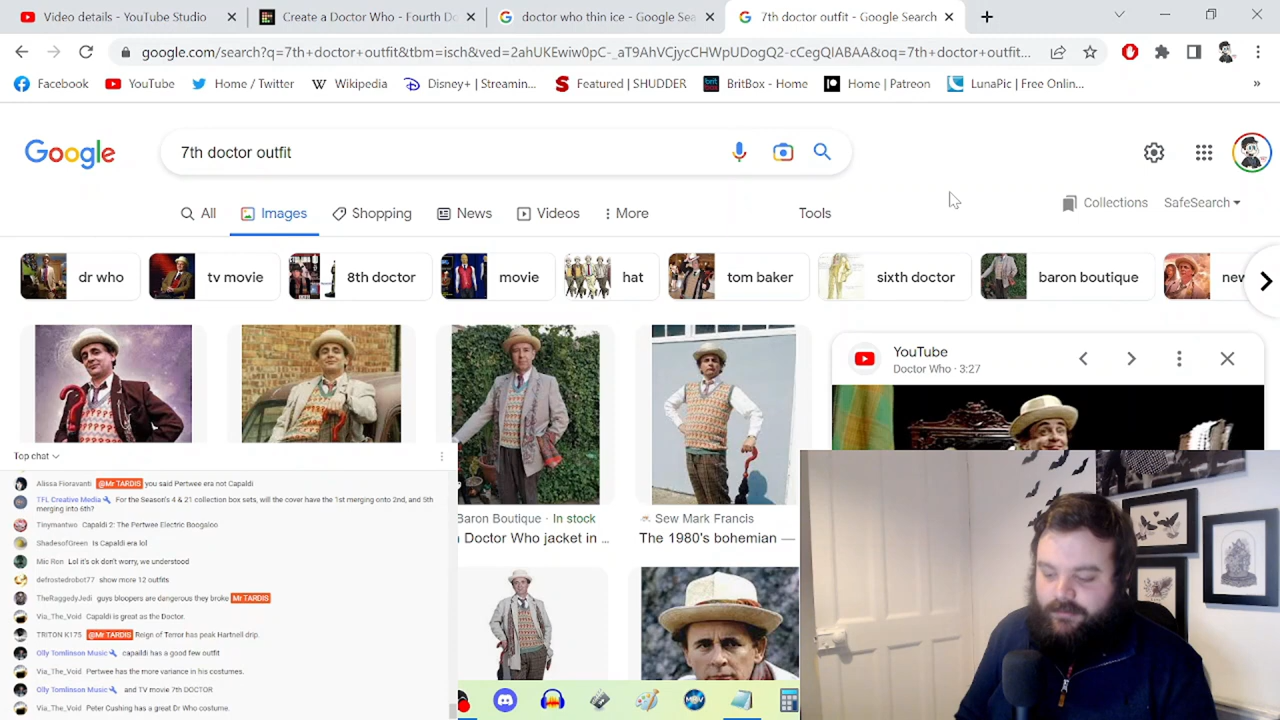 YouTube Studio
Create a Doctor Who - Fourth D
doctor who thin ice - Google Sea
7th doctor outfit - Google Search
google.com/search?q=7th+doctor+outfit&tbm=isch&ved=2ahUKEwiw0pC-_aT9AhVCjycCHWpUDogQ2-cCegQIABAA&oq=7th+doctor+outfit...
Facebook
YouTube
Home / Twitter
Wikipedia
Disney+ | Streamin...
Featured | SHUDDER
BritBox - Home
Home | Patreon
LunaPic | Free Onlin...
»
Google
7th doctor outfit
All
Images
Shopping
News
Videos
More
Tools
Collections
SafeSearch
dr who
tv movie
8th doctor
movie
hat
tom baker
sixth doctor
baron boutique
new
YouTube
Doctor Who · 3:27
Baron Boutique · In stock
Doctor Who jacket in ...
Sew Mark Francis
The 1980's bohemian
Top chat
Alissa Fioravanti @Mr TARDIS you said Pertwee era not Capaldi
TFL Creative Media For the Season's 4 & 21 collection box sets, will the cover have the 1st merging onto 2nd, and 5th
merging into 6th?
Tinymantwo Capaldi 2: The Pertwee Electric Boogaloo
ShadesofGreen Is Capaldi era lol
Mic Ron Lol it's ok don't worry, we understood
defrostedrobot77 show more 12 outfits
TheRaggedyJedi guys bloopers are dangerous they broke Mr TARDIS
Via_The_Void Capaldi is great as the Doctor.
TRITON K175 @Mr TARDIS Reign of Terror has peak Hartnell drip
Olly Tomlinson Music capaildi has a good few outfit
Via_The_Void Pertwee has the more variance in his costumes.
Olly Tomlinson Music and TV movie 7th DOCTOR
Via_The_Void Peter Cushing has a great Dr Who costume.